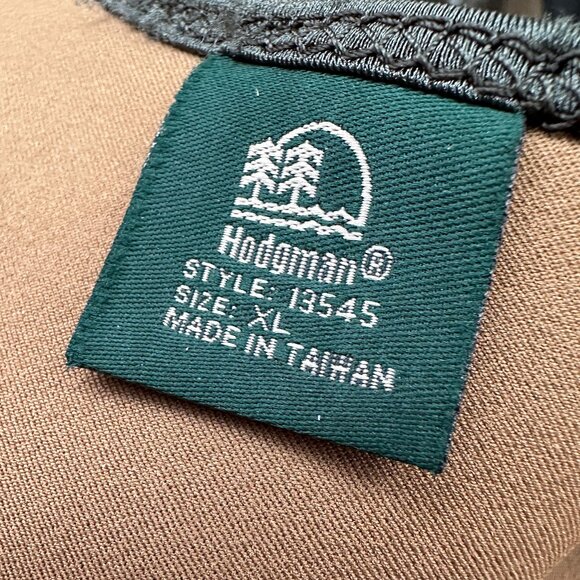 Hodgman®
STYLE: 13545
SIZE: XL
MADE IN TAIWAN